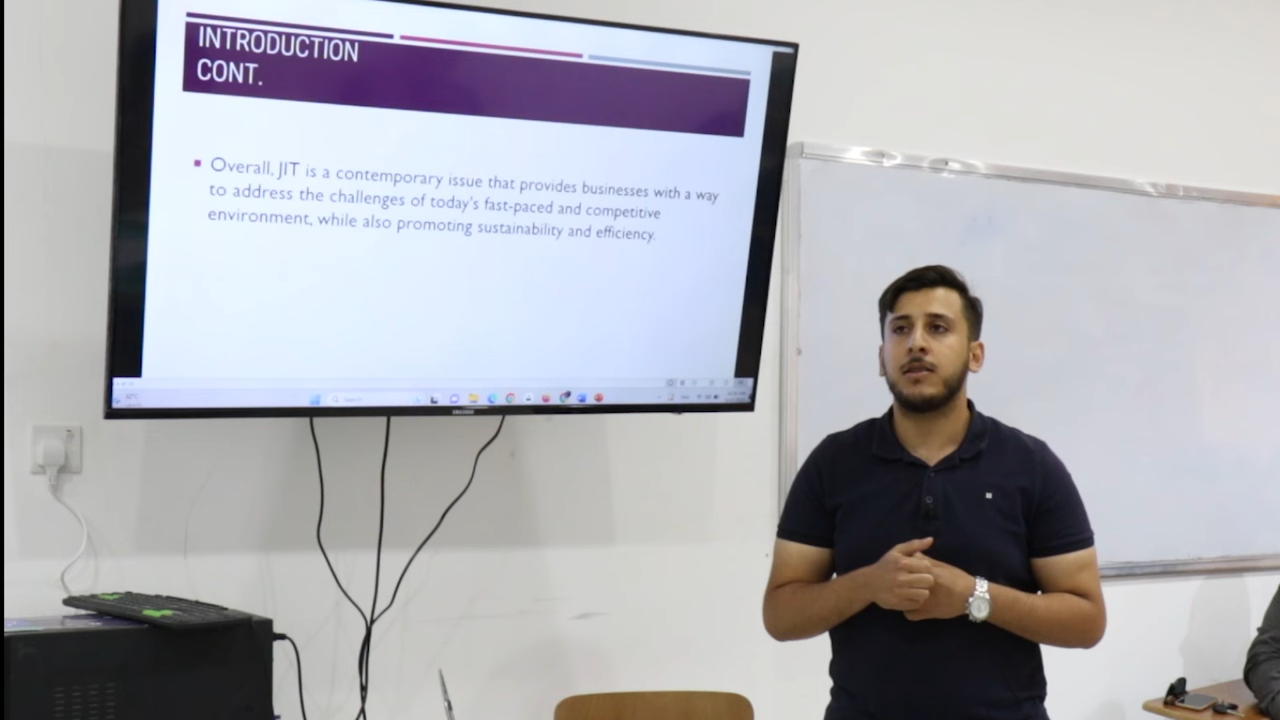 INTRODUCTION
CONT.
Overall, JIT is a contemporary issue that provides businesses with a way
to address the challenges of today's fast-paced and competitive
environment, while also promoting sustainability and efficiency.
Search